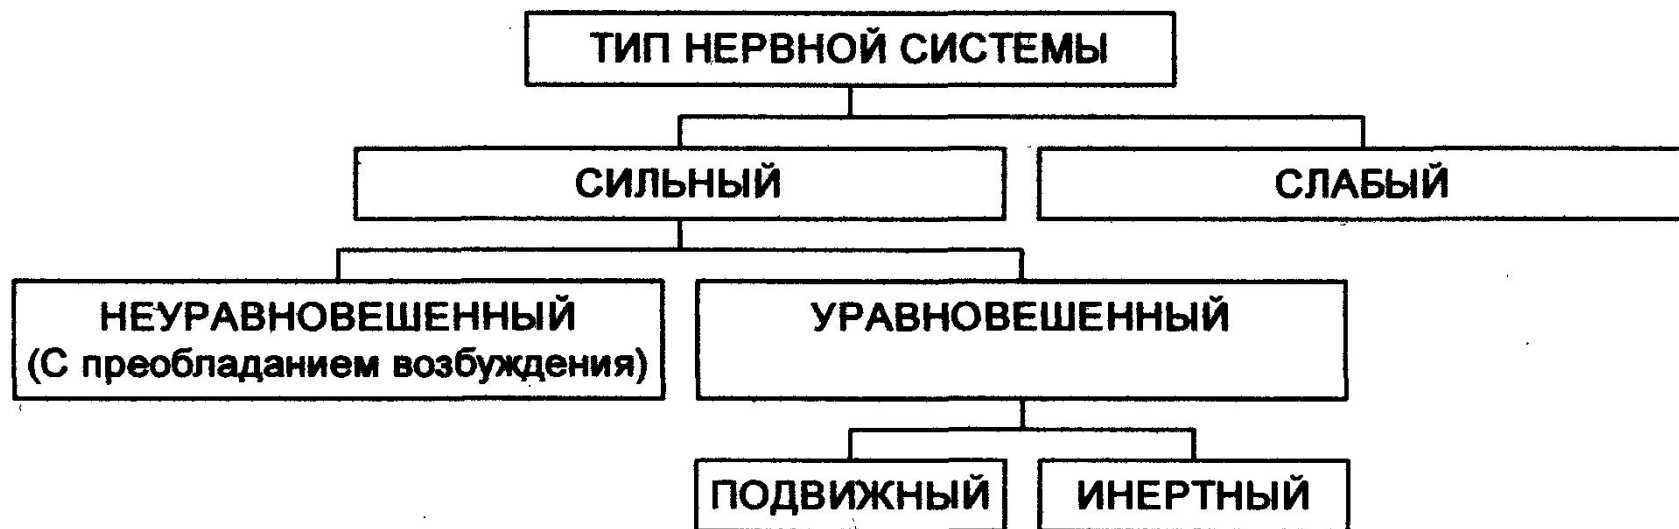 ТИП НЕРВНОЙ СИСТЕМЫ
СИЛЬНЫЙ
СЛАБЫЙ
НЕУРАВНОВЕШЕННЫЙ
(С преобладанием возбуждения)
УРАВНОВЕШЕННЫЙ
ПОДВИЖНЫЙ
ИНЕРТНЫЙ